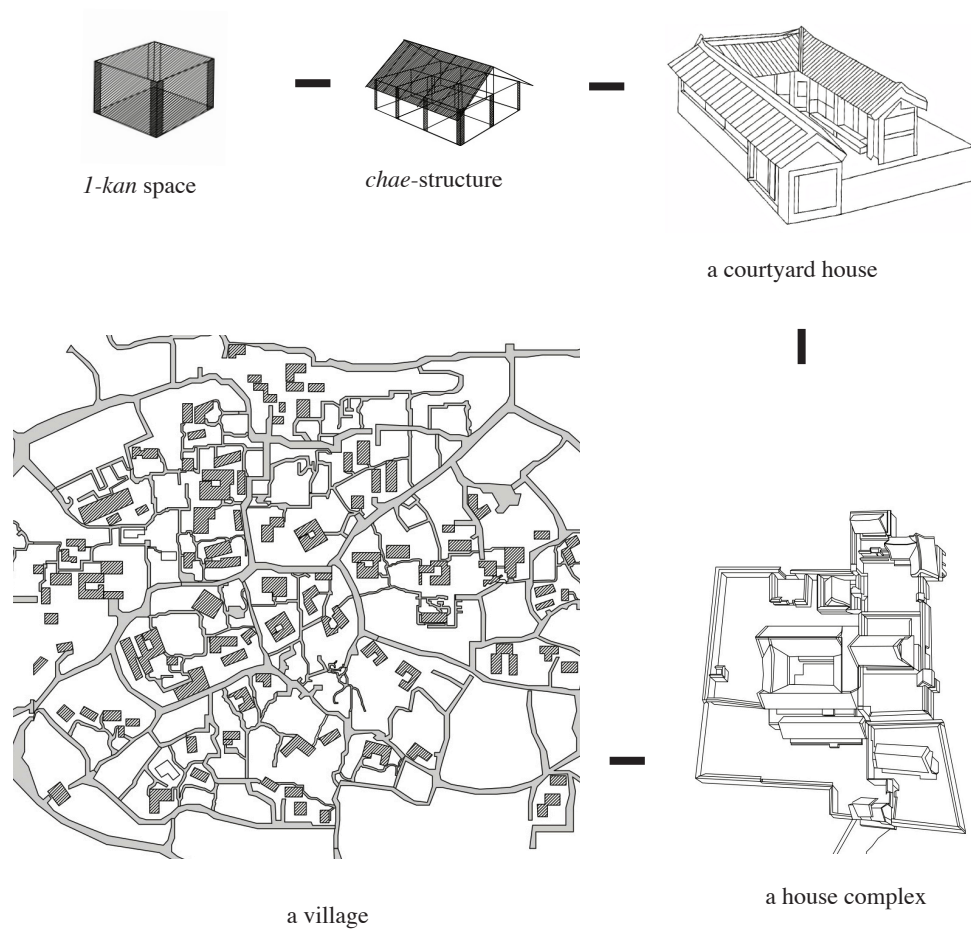 1-kan space
chae-structure
a courtyard house
a house complex
a village